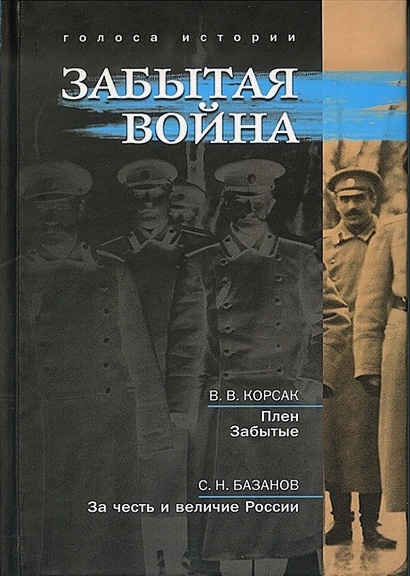 голоса истории
ЗАБЫТАЯ
ВОЙНА
В. В. КОРСАК
Плен
Забытые
С. Н. БАЗАНОВ
За честь и величие России